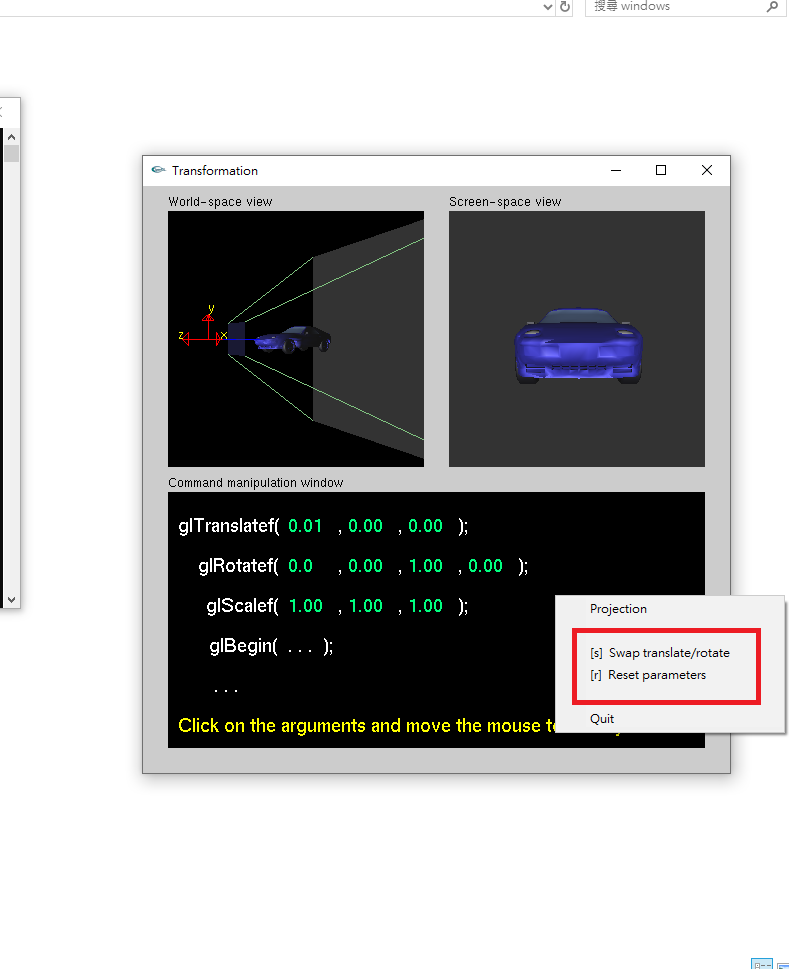 搜尋 windows
Transformation
World-space view
Screen-space view
y
z
x
Command manipulation window
glTranslatef( 0.01 , 0.00 , 0.00 );
glRotatef( 0.0 , 0.00 , 1.00 , 0.00 );
glScalef( 1.00 , 1.00 , 1.00 );
glBegin( . . . );
. . .
Click on the arguments and move the mouse to
Projection
[s] Swap translate/rotate
[r] Reset parameters
Quit